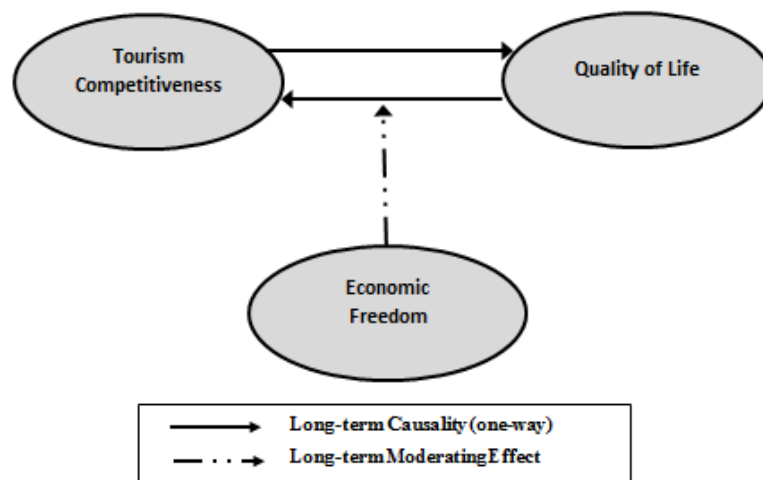 Tourism
Competitiveness
Quality of Life
Economic
Freedom
Long-term Causality (one-way)
Long-term Moderating Effect